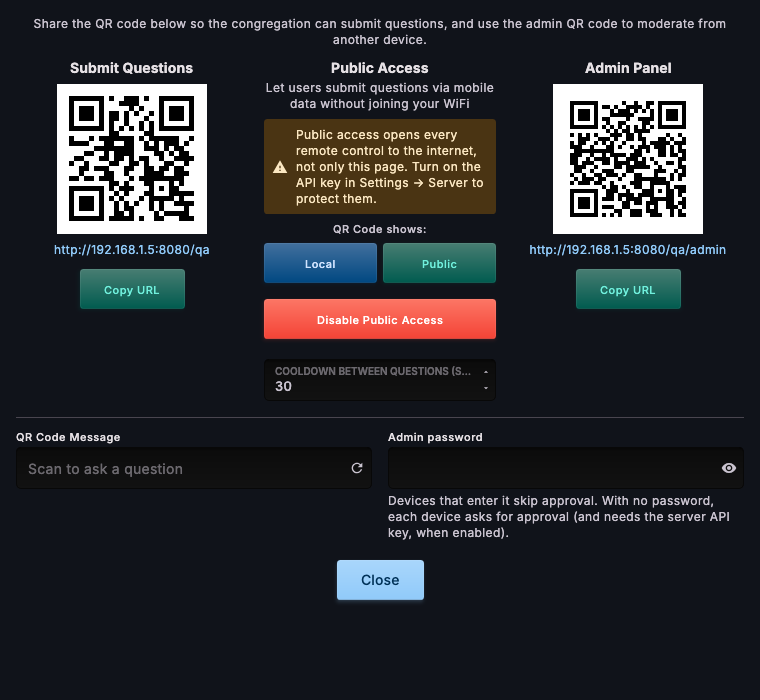 Share the QR code below so the congregation can submit questions, and use the admin QR code to moderate from
another device.
Submit Questions
http://192.168.1.5:8080/qa
Copy URL
Public Access
Let users submit questions via mobile
data without joining your WiFi
Public access opens every
remote control to the internet,
not only this page. Turn on the
API key in Settings → Server to
protect them.
QR Code shows:
Local
Public
Disable Public Access
COOLDOWN BETWEEN QUESTIONS (S...
30
Admin Panel
http://192.168.1.5:8080/qa/admin
Copy URL
QR Code Message
Scan to ask a question
Admin password
Devices that enter it skip approval. With no password,
each device asks for approval (and needs the server API
key, when enabled).
Close